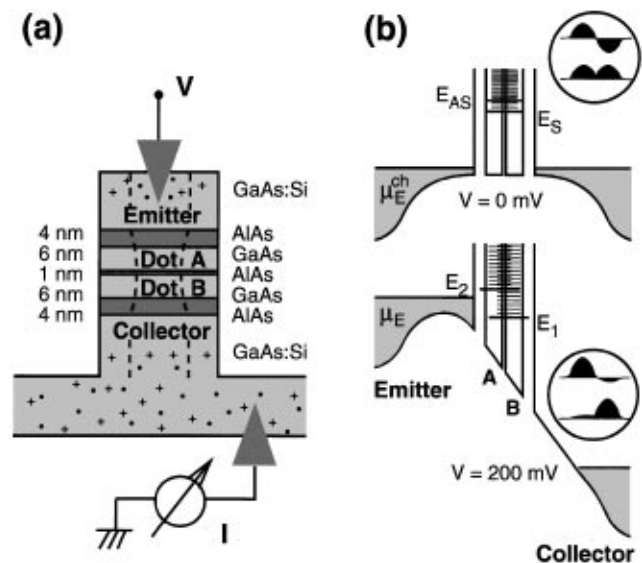 (a)
V
GaAs:Si
Emitter
4 nm AlAs
6 nm Dot A GaAs
1 nm AlAs
6 nm Dot B GaAs
4 nm AlAs
Collector
GaAs:Si
I
(b)
E_AS E_S
μ_E^ch V = 0 mV
E_2
μ_E E_1
Emitter A
B
V = 200 mV
Collector